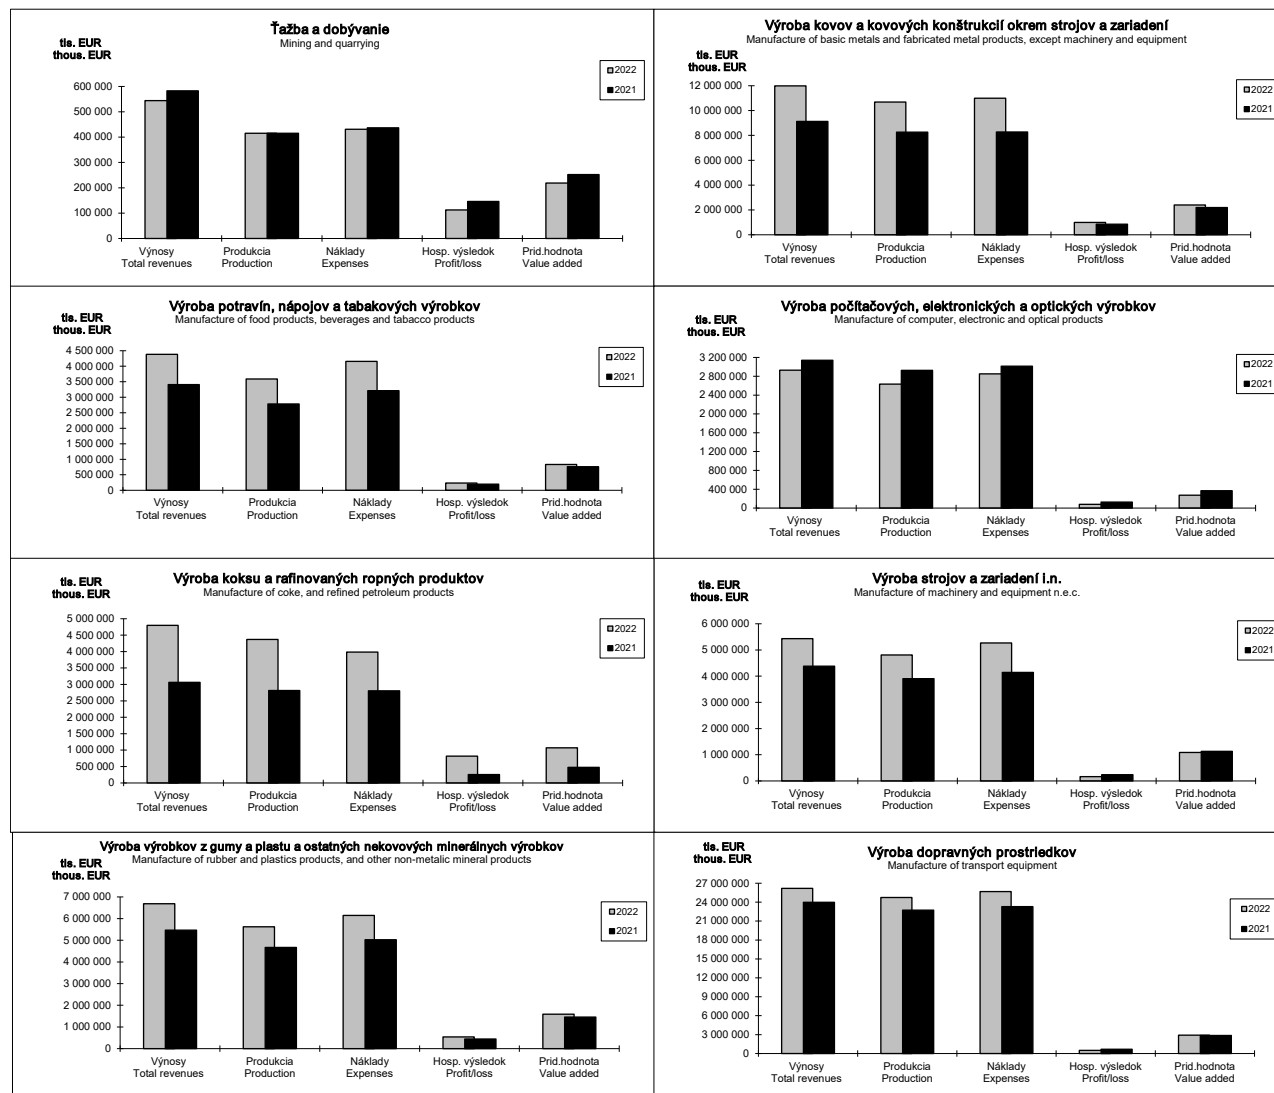 Ťažba a dobývanie
Mining and quarrying
tis. EUR
thous. EUR
600 000
500 000
400 000
300 000
200 000
100 000
0
2022
2021
Výnosy
Total revenues
Produkcia
Production
Náklady
Expenses
Hosp. výsledok
Profit/loss
Prid.hodnota
Value added
Výroba kovov a kovových konštrukcií okrem strojov a zariadení
Manufacture of basic metals and fabricated metal products, except machinery and equipment
tis. EUR
thous. EUR
12 000 000
10 000 000
8 000 000
6 000 000
4 000 000
2 000 000
0
2022
2021
Výnosy
Total revenues
Produkcia
Production
Náklady
Expenses
Hosp. výsledok
Profit/loss
Prid.hodnota
Value added
Výroba potravín, nápojov a tabakových výrobkov
Manufacture of food products, beverages and tabacco products
tis. EUR
thous. EUR
4 500 000
4 000 000
3 500 000
3 000 000
2 500 000
2 000 000
1 500 000
1 000 000
500 000
0
2022
2021
Výnosy
Total revenues
Produkcia
Production
Náklady
Expenses
Hosp. výsledok
Profit/loss
Prid.hodnota
Value added
Výroba počítačových, elektronických a optických výrobkov
Manufacture of computer, electronic and optical products
tis. EUR
thous. EUR
3 200 000
2 800 000
2 400 000
2 000 000
1 600 000
1 200 000
800 000
400 000
0
2022
2021
Výnosy
Total revenues
Produkcia
Production
Náklady
Expenses
Hosp. výsledok
Profit/loss
Prid.hodnota
Value added
Výroba koksu a rafinovaných ropných produktov
Manufacture of coke, and refined petroleum products
tis. EUR
thous. EUR
5 000 000
4 500 000
4 000 000
3 500 000
3 000 000
2 500 000
2 000 000
1 500 000
1 000 000
500 000
0
2022
2021
Výnosy
Total revenues
Produkcia
Production
Náklady
Expenses
Hosp. výsledok
Profit/loss
Prid.hodnota
Value added
Výroba strojov a zariadení i.n.
Manufacture of machinery and equipment n.e.c.
tis. EUR
thous. EUR
6 000 000
5 000 000
4 000 000
3 000 000
2 000 000
1 000 000
0
2022
2021
Výnosy
Total revenues
Produkcia
Production
Náklady
Expenses
Hosp. výsledok
Profit/loss
Prid.hodnota
Value added
Výroba výrobkov z gumy a plastu a ostatných nekovových minerálnych výrobkov
Manufacture of rubber and plastics products, and other non-metalic mineral products
tis. EUR
thous. EUR
7 000 000
6 000 000
5 000 000
4 000 000
3 000 000
2 000 000
1 000 000
0
2022
2021
Výnosy
Total revenues
Produkcia
Production
Náklady
Expenses
Hosp. výsledok
Profit/loss
Prid.hodnota
Value added
Výroba dopravných prostriedkov
Manufacture of transport equipment
tis. EUR
thous. EUR
27 000 000
24 000 000
21 000 000
18 000 000
15 000 000
12 000 000
9 000 000
6 000 000
3 000 000
0
2022
2021
Výnosy
Total revenues
Produkcia
Production
Náklady
Expenses
Hosp. výsledok
Profit/loss
Prid.hodnota
Value added